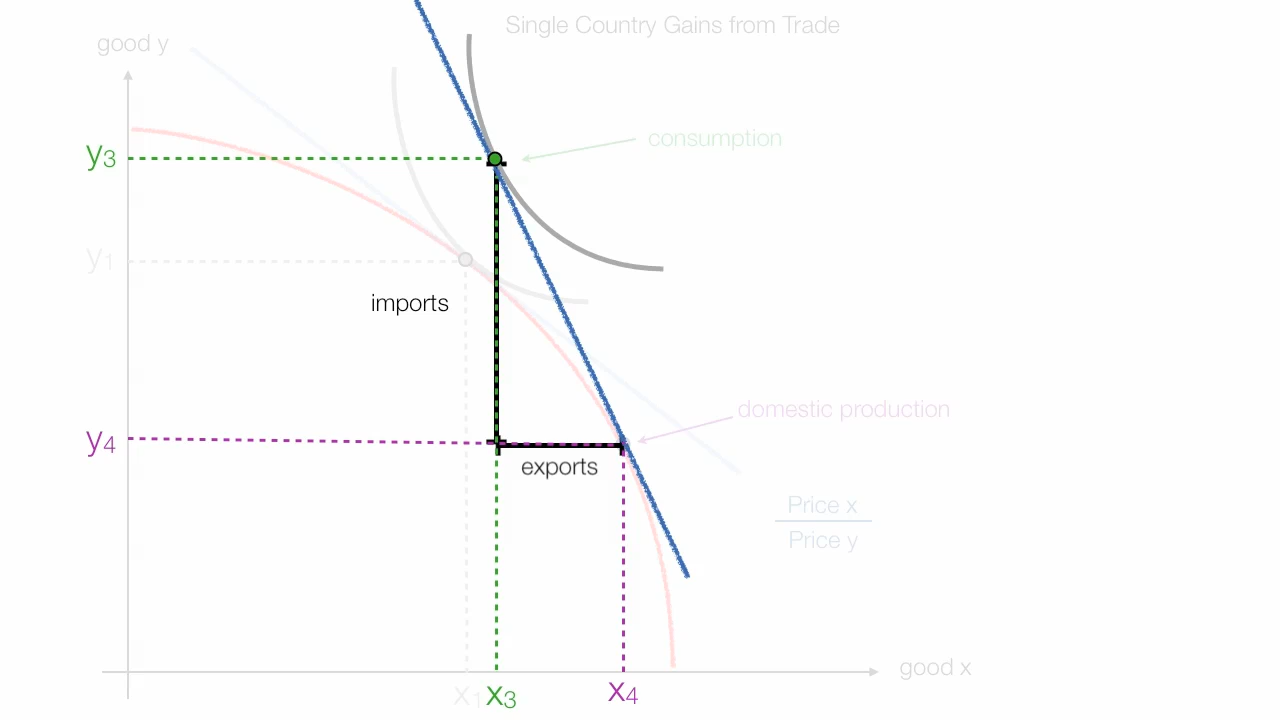 Single Country Gains from Trade
good y
consumption
y3
y1
imports
domestic production
y4
exports
Price x
Price y
good x
x1
x3
x4